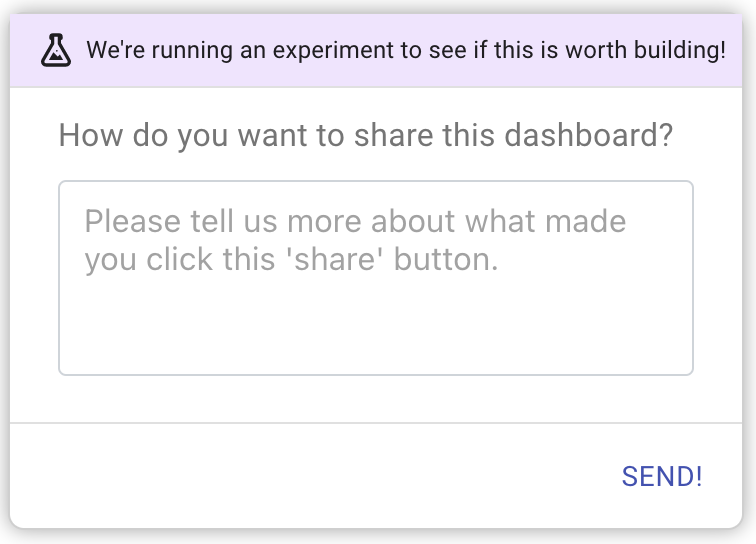 We're running an experiment to see if this is worth building!
How do you want to share this dashboard?
Please tell us more about what made
you click this 'share' button.
SEND!